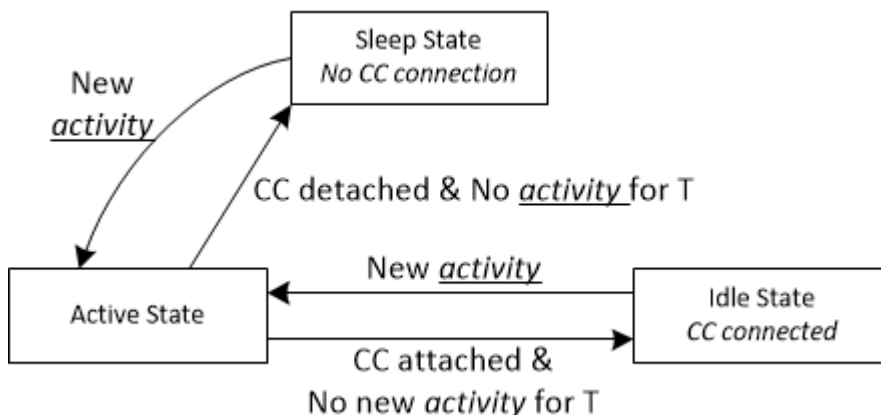 Sleep State
No CC connection
New
activity
CC detached & No activity for T
New activity
Active State
Idle State
CC connected
CC attached &
No new activity for T